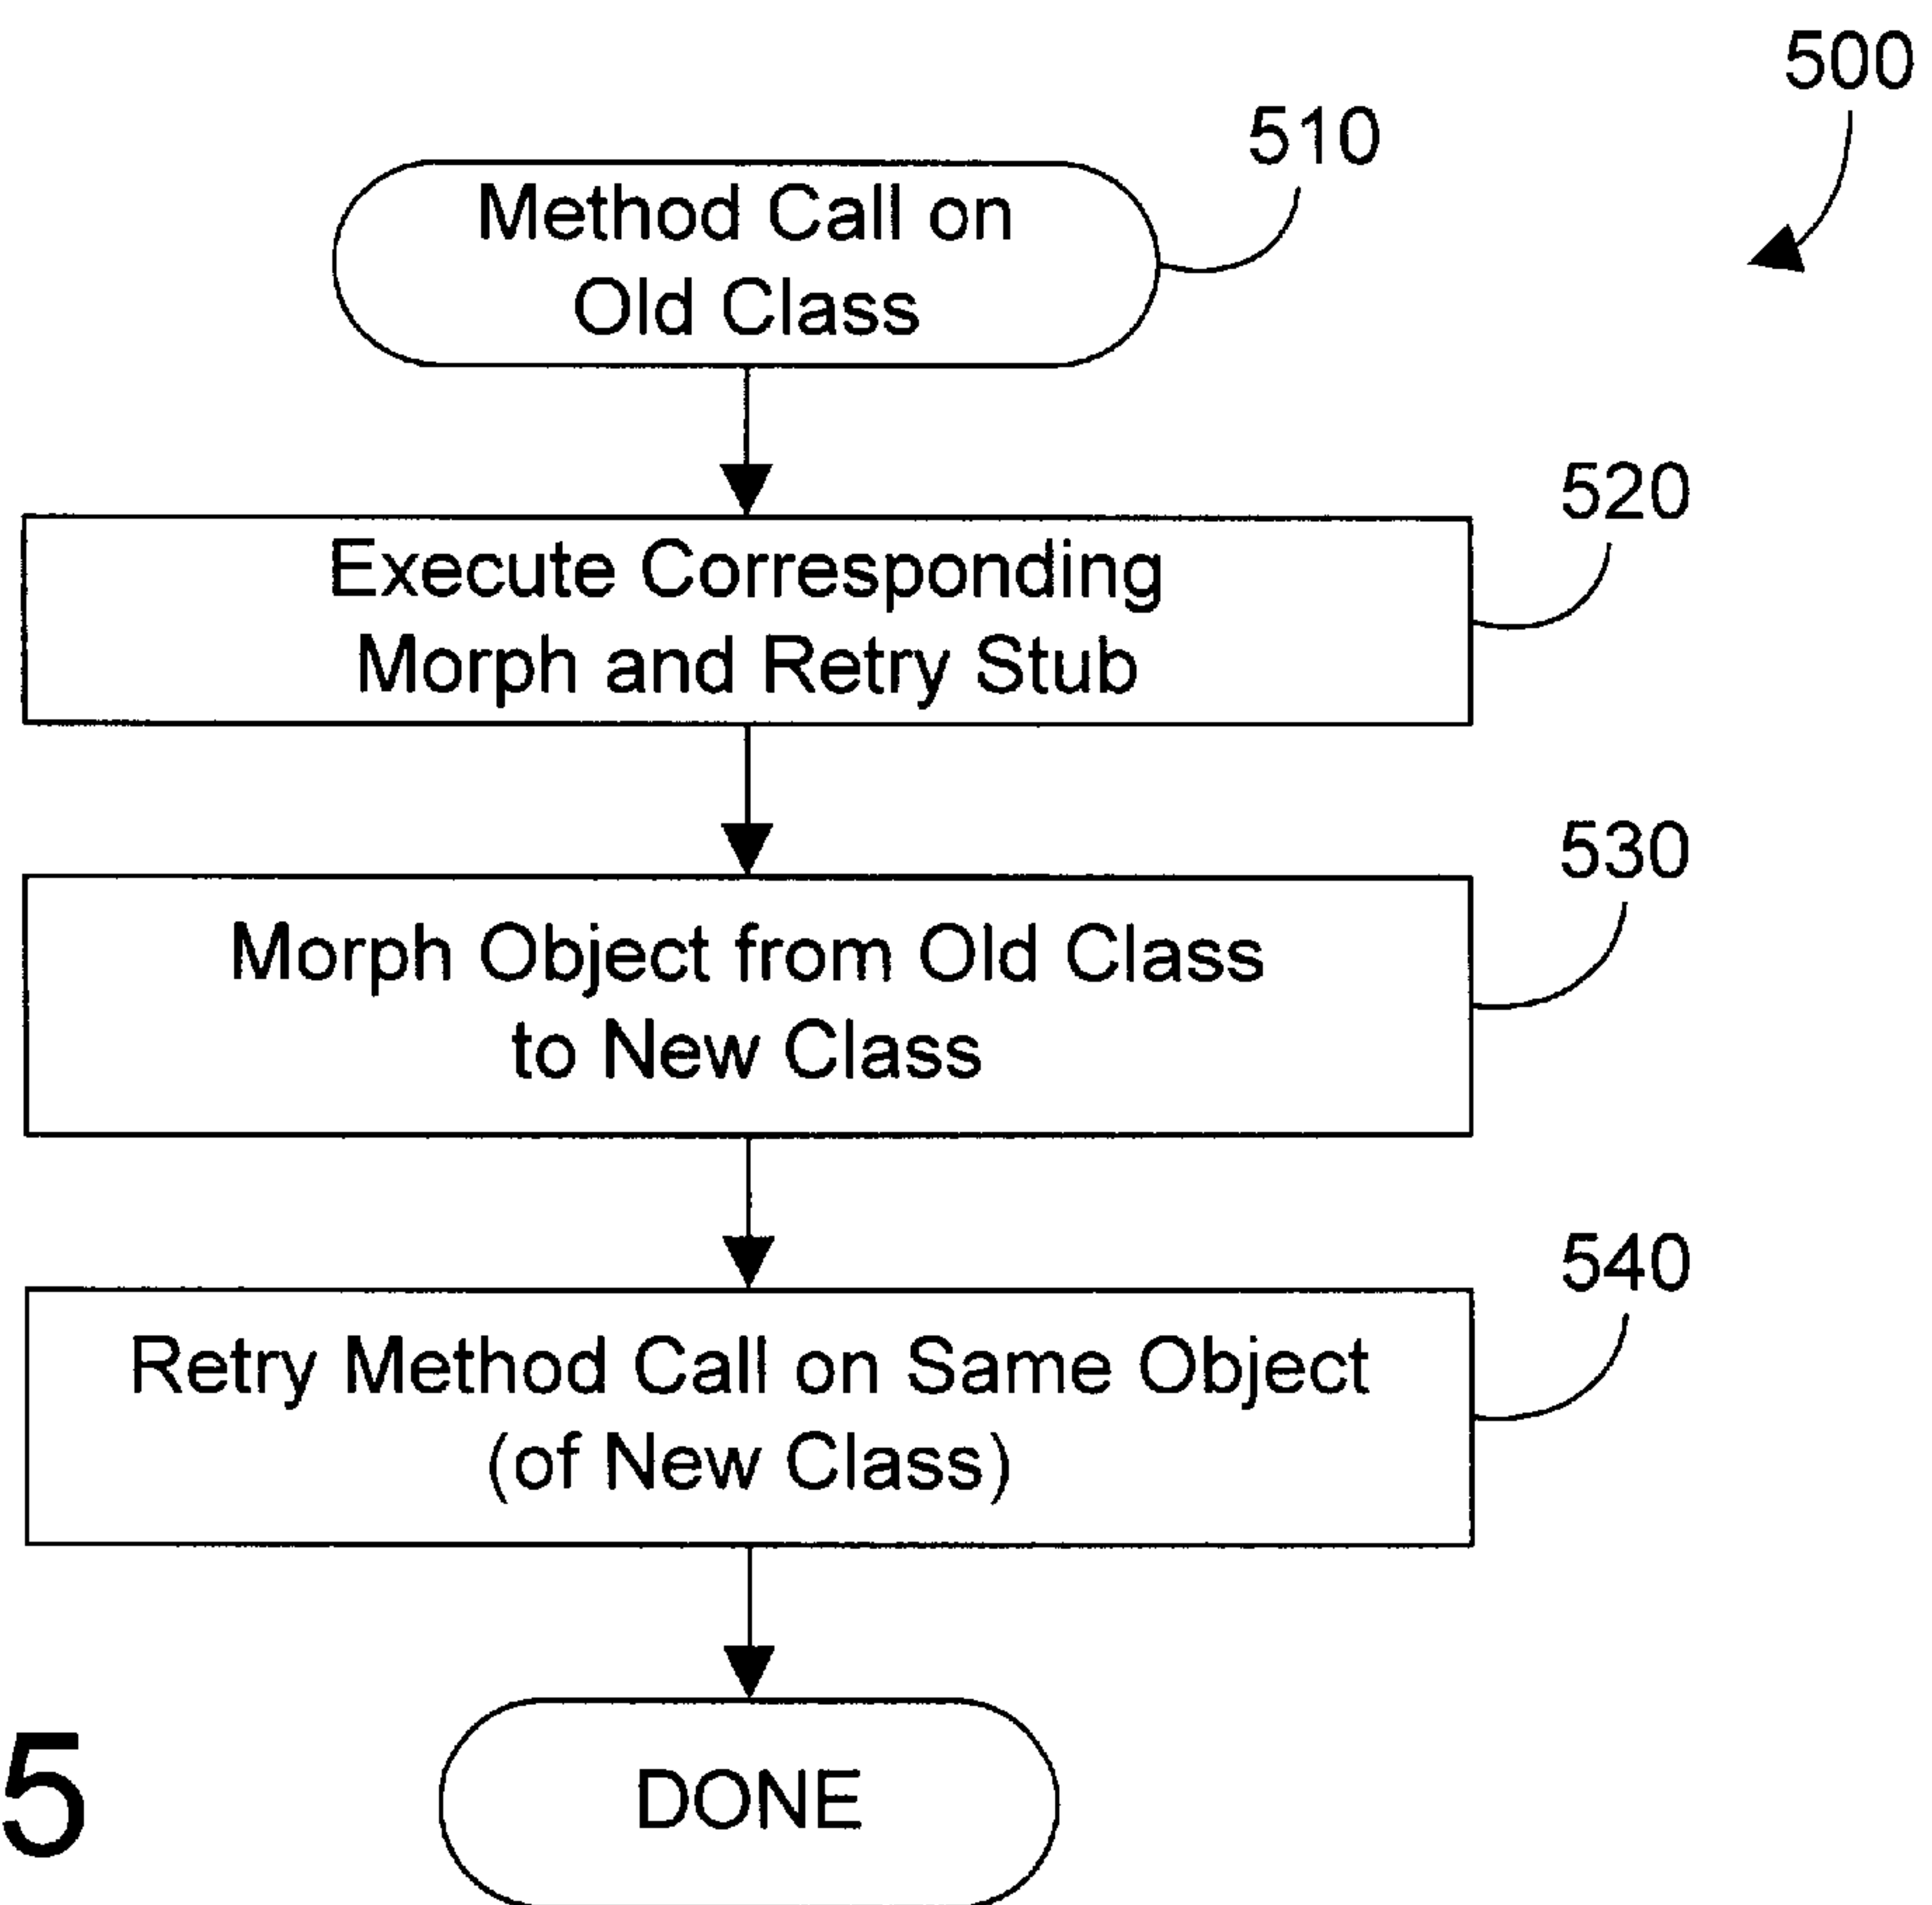 500
510
Method Call on
Old Class
520
Execute Corresponding
Morph and Retry Stub
530
Morph Object from Old Class
to New Class
540
Retry Method Call on Same Object
(of New Class)
5
DONE